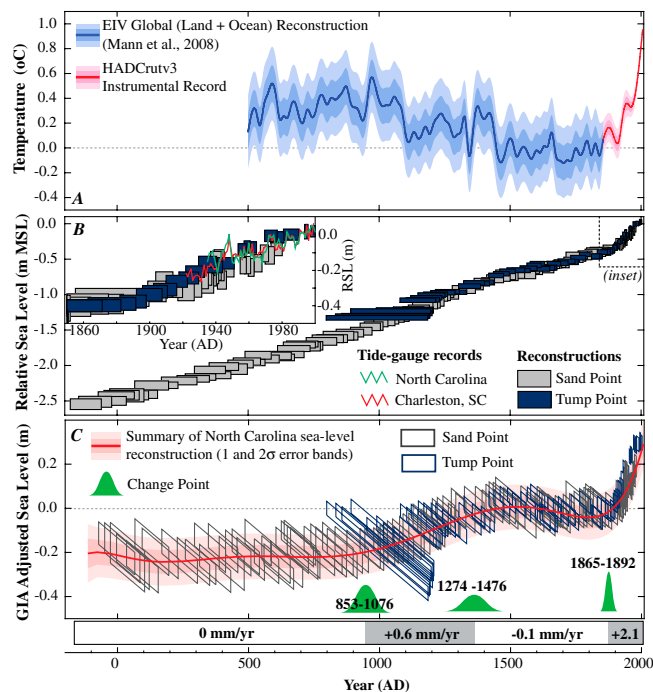 1.0
0.8
0.6
0.4
0.2
0.0
-0.2
-0.4
Temperature (oC)
EIV Global (Land + Ocean) Reconstruction
(Mann et al., 2008)
HADCrutv3
Instrumental Record
A
0.0
-0.5
-1.0
-1.5
-2.0
-2.5
Relative Sea Level (m MSL)
B
0.0
-0.2
-0.4
RSL (m)
1860 1900 1940 1980
Year (AD)
(inset)
Tide-gauge records
North Carolina
Charleston, SC
Reconstructions
Sand Point
Tump Point
0.2
0.0
-0.2
-0.4
GIA Adjusted Sea Level (m)
C
Summary of North Carolina sea-level
reconstruction (1 and 2σ error bands)
Change Point
Sand Point
Tump Point
853-1076
1274 -1476
1865-1892
0 mm/yr +0.6 mm/yr -0.1 mm/yr +2.1
0 500 1000 1500 2000
Year (AD)